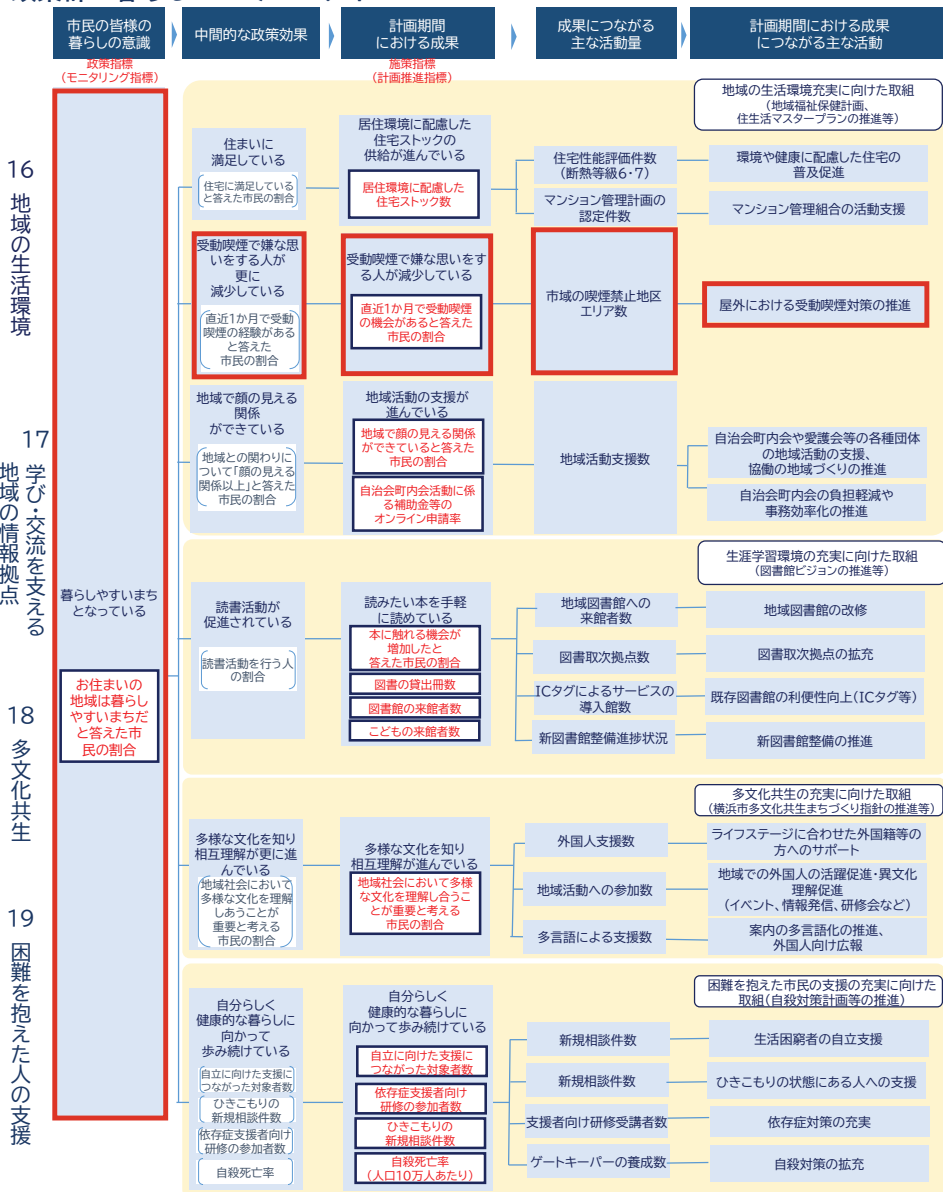 市民の皆様の
暮らしの意識
中間的な政策効果
計画期間
における成果
成果につながる
主な活動量
計画期間における成果
につながる主な活動
政策指標
(モニタリング指標)
施策指標
(計画推進指標)
16 地域の生活環境
17 学び・交流を支える
地域の情報拠点
18 多文化共生
19 困難を抱えた人の支援
暮らしやすいまち
となっている
お住まいの
地域は暮らし
やすいまちだ
と答えた市
民の割合
地域の生活環境充実に向けた取組
(地域福祉保健計画、
住生活マスタープランの推進等)
住まいに
満足している
住宅に満足している
と答えた市民の割合
居住環境に配慮した
住宅ストックの
供給が進んでいる
居住環境に配慮した
住宅ストック数
住宅性能評価件数
(断熱等級6・7)
環境や健康に配慮した住宅の
普及促進
マンション管理計画の
認定件数
マンション管理組合の活動支援
受動喫煙で嫌な思
いをする人が
更に
減少している
直近1か月で受動
喫煙の経験がある
と答えた
市民の割合
受動喫煙で嫌な思いをす
る人が減少している
直近1か月で受動喫煙
の機会があると答えた
市民の割合
市域の喫煙禁止地区
エリア数
屋外における受動喫煙対策の推進
地域で顔の見える
関係
ができている
地域との関わりに
ついて「顔の見える
関係以上」と答えた
市民の割合
地域活動の支援が
進んでいる
地域で顔の見える関係
ができていると答えた
市民の割合
自治会町内会活動に係
る補助金等の
オンライン申請率
地域活動支援数
自治会町内会や愛護会等の各種団体
の地域活動の支援、
協働の地域づくりの推進
自治会町内会の負担軽減や
事務効率化の推進
生涯学習環境の充実に向けた取組
(図書館ビジョンの推進等)
読書活動が
促進されている
読書活動を行う人
の割合
読みたい本を手軽
に読めている
本に触れる機会が
増加したと
答えた市民の割合
図書の貸出冊数
図書館の来館者数
こどもの来館者数
地域図書館への
来館者数
地域図書館の改修
図書取次拠点数
図書取次拠点の拡充
ICタグによるサービスの
導入館数
既存図書館の利便性向上(ICタグ等)
新図書館整備進捗状況
新図書館整備の推進
多文化共生の充実に向けた取組
(横浜市多文化共生まちづくり指針の推進等)
多様な文化を知り
相互理解が更に進
んでいる
地域社会において
多様な文化を理解
しあうことが
重要と考える
市民の割合
多様な文化を知り
相互理解が進んでいる
地域社会において多様
な文化を理解し合うこ
とが重要と考える
市民の割合
外国人支援数
ライフステージに合わせた外国籍等の
方へのサポート
地域活動への参加数
地域での外国人の活躍促進・異文化
理解促進
(イベント、情報発信、研修会など)
多言語による支援数
案内の多言語化の推進、
外国人向け広報
困難を抱えた市民の支援の充実に向けた
取組(自殺対策計画等の推進)
自分らしく
健康的な暮らしに
向かって
歩み続けている
自立に向けた支援に
つながった対象者数
ひきこもりの
新規相談件数
依存症支援者向け
研修の参加者数
自殺死亡率
自分らしく
健康的な暮らしに
向かって歩み続けている
自立に向けた支援に
つながった対象者数
依存症支援者向け
研修の参加者数
ひきこもりの
新規相談件数
自殺死亡率
(人口10万人あたり)
新規相談件数
生活困窮者の自立支援
新規相談件数
ひきこもりの状態にある人への支援
支援者向け研修受講者数
依存症対策の充実
ゲートキーパーの養成数
自殺対策の拡充